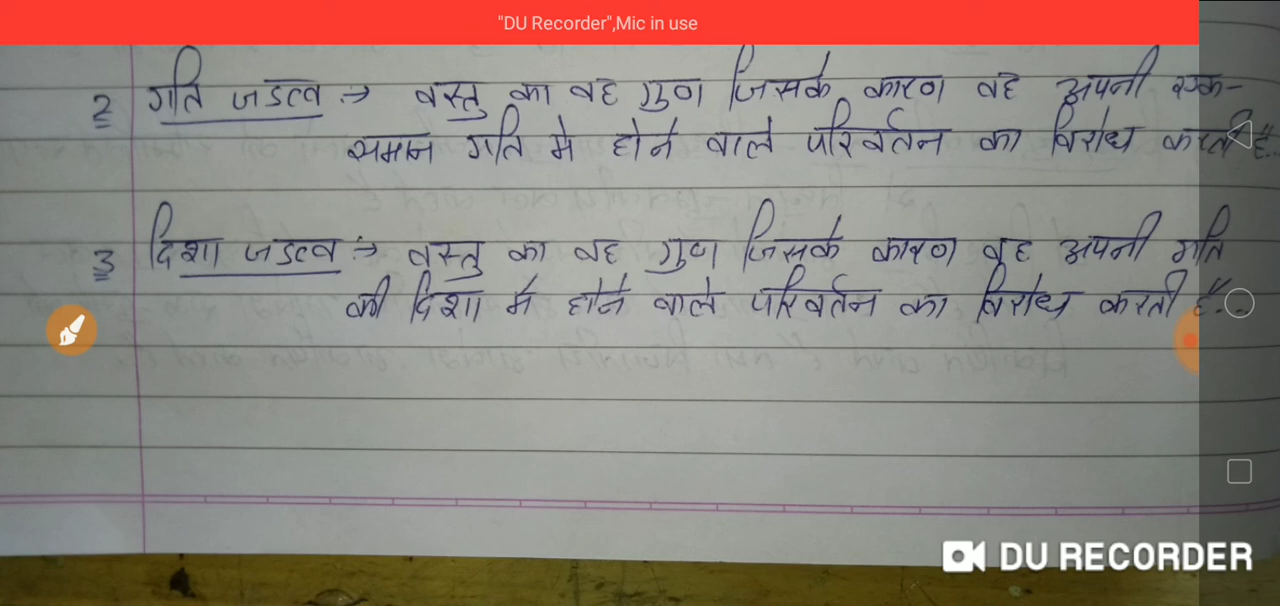 "DU Recorder",Mic in use
2 गति जडत्व :→ वस्तु का वह गुण जिसके कारण वह अपनी एक-
समान गति मे होने वाले परिवर्तन का विरोध करती है..
3 दिशा जडत्व :→ वस्तु का वह गुण जिसके कारण वह अपनी गति
की दिशा में होने वाले परिवर्तन का विरोध करती है..
DU RECORDER